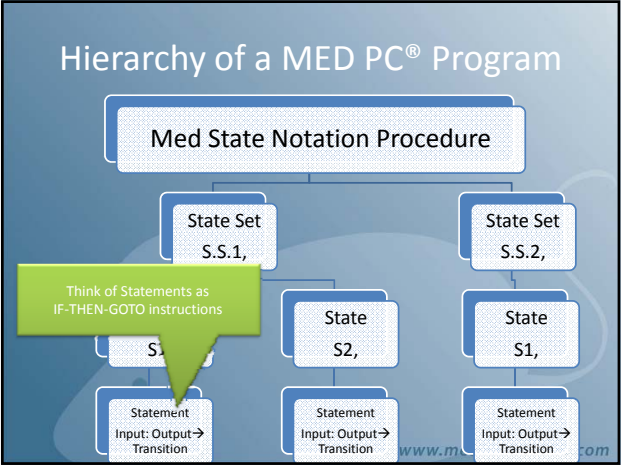 Hierarchy of a MED PC® Program
Med State Notation Procedure
State Set
S.S.1,
State Set
S.S.2,
Think of Statements as
IF-THEN-GOTO instructions
State
S2,
State
S1,
Statement
Input: Output→
Transition
Statement
Input: Output→
Transition
Statement
Input: Output→
Transition